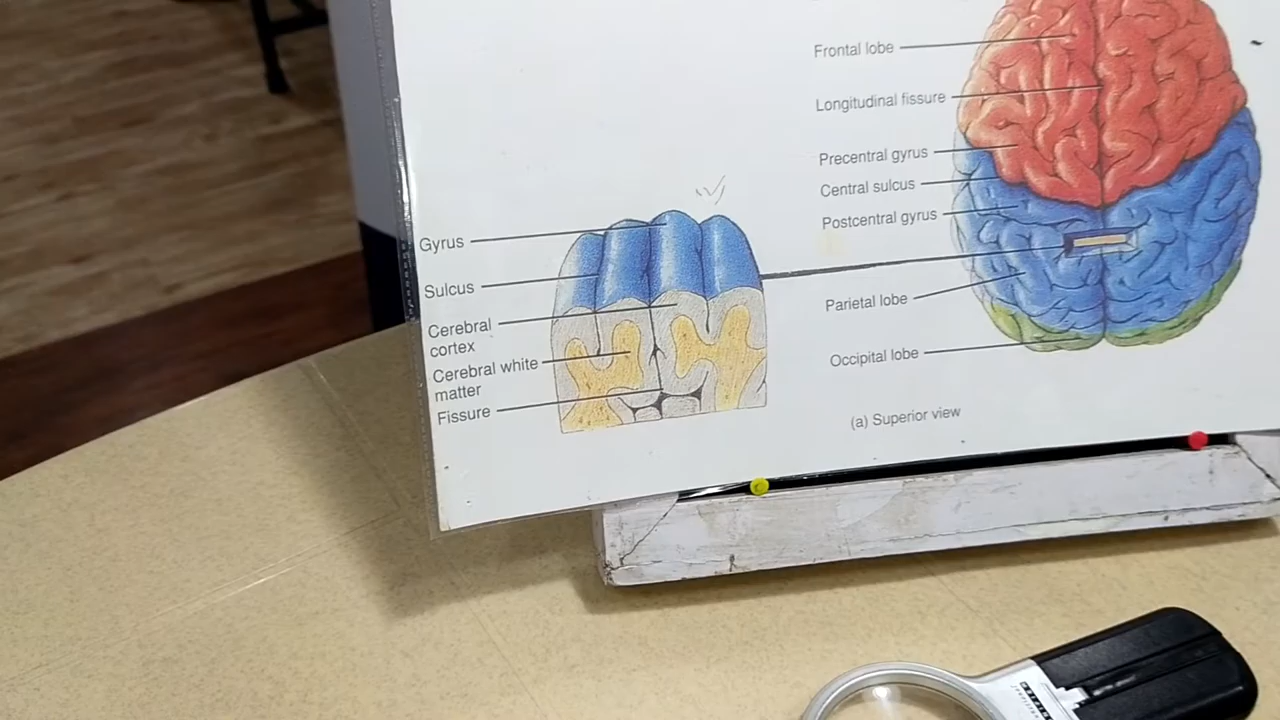 Frontal lobe
Longitudinal fissure
Precentral gyrus
Central sulcus
Postcentral gyrus
Parietal lobe
Occipital lobe
(a) Superior view
Gyrus
Sulcus
Cerebral
cortex
Cerebral white
matter
Fissure